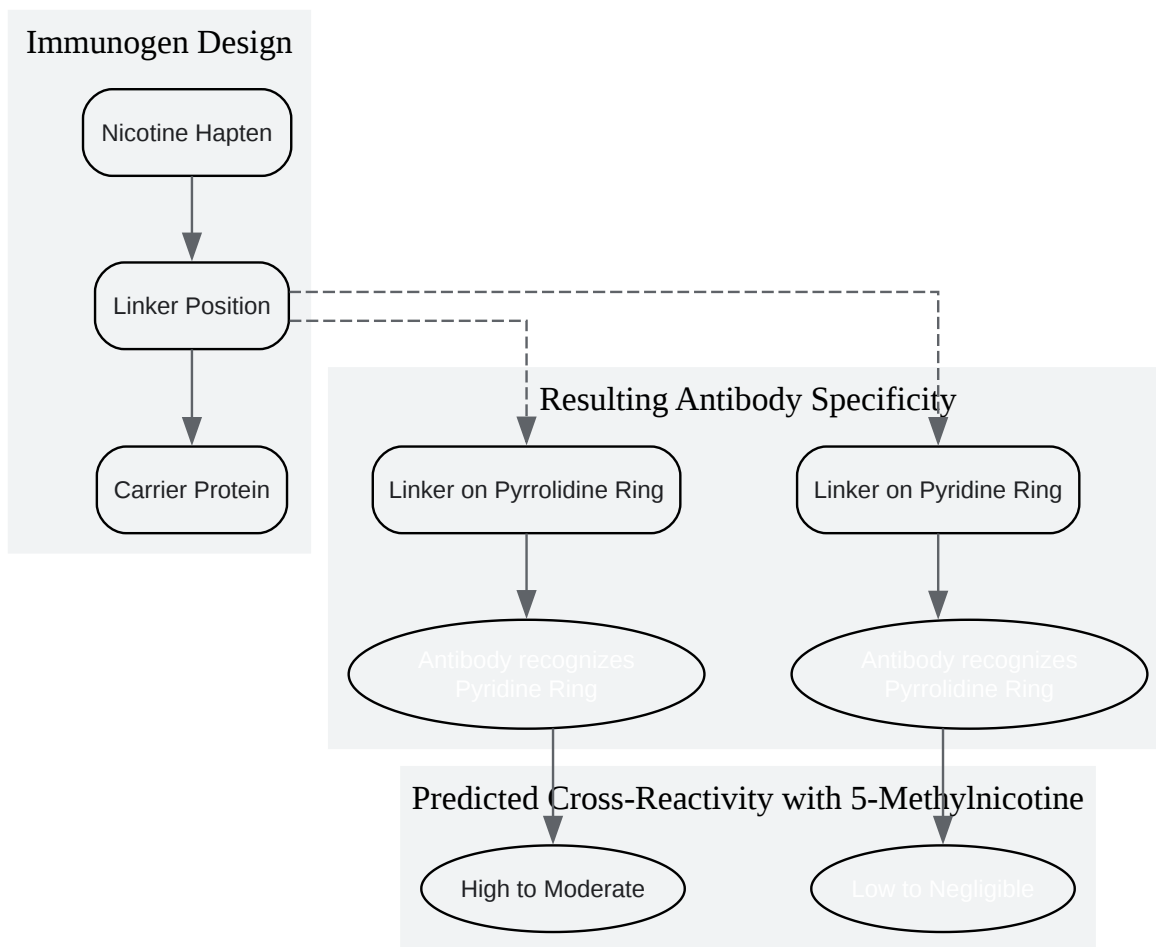 Immunogen Design
Nicotine Hapten
Linker Position
Carrier Protein
Resulting Antibody Specificity
Linker on Pyrrolidine Ring
Linker on Pyridine Ring
Antibody recognizes
Pyridine Ring
Antibody recognizes
Pyrrolidine Ring
Predicted Cross-Reactivity with 5-Methylnicotine
High to Moderate
Low to Negligible